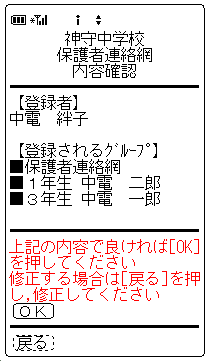 神守中学校
保護者連絡網
内容確認
【登録者】
中電 絆子
【登録されるｸﾞﾙｰﾌﾟ】
■保護者連絡網
■１年生 中電 二郎
■３年生 中電 一郎
上記の内容で良ければ[OK]
を押してください
修正する場合は[戻る]を押
し,修正してください
ＯＫ
戻る